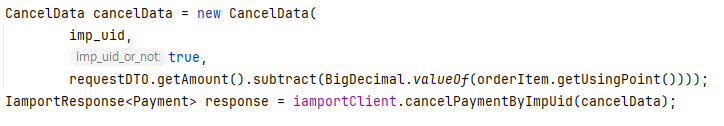 CancelData cancelData = new CancelData(
imp_uid,
imp_uid_or_not: true,
requestDTO.getAmount().subtract(BigDecimal.valueOf(orderItem.getUsingPoint())));
IamportResponse<Payment> response = iamportClient.cancelPaymentByImpUid(cancelData);